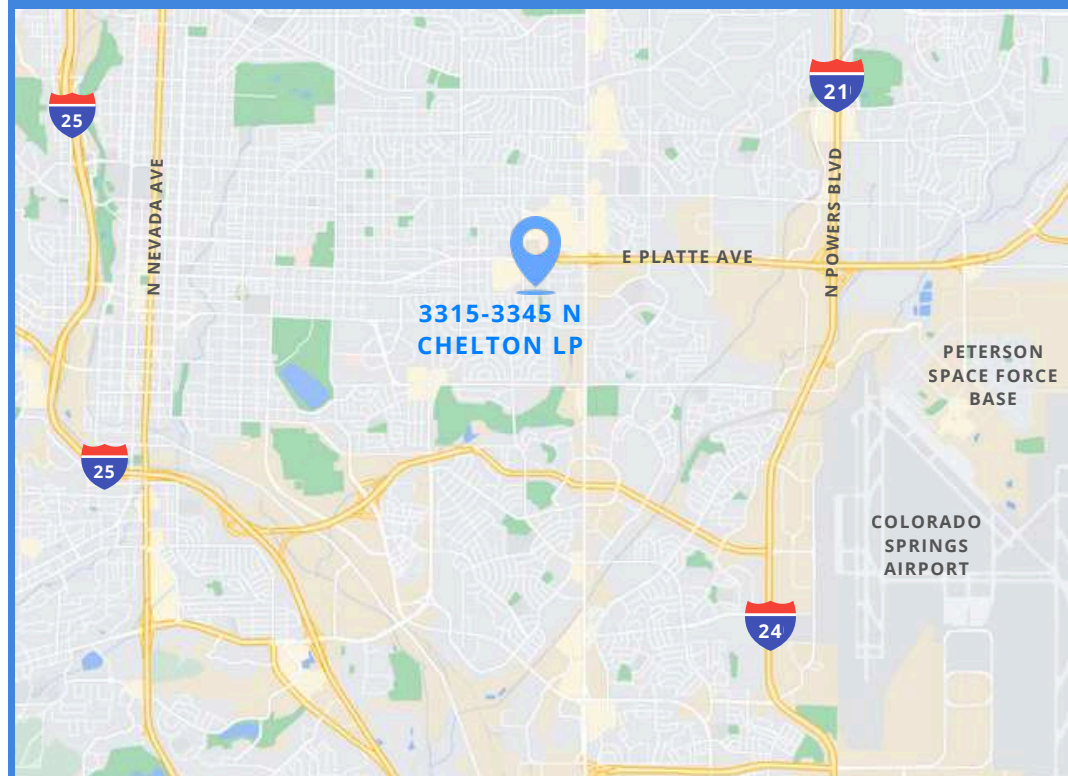 21
25
N NEVADA AVE
N POWERS BLVD
E PLATTE AVE
3315-3345 N
CHELTON LP
PETERSON
SPACE FORCE
BASE
25
COLORADO
SPRINGS
AIRPORT
24